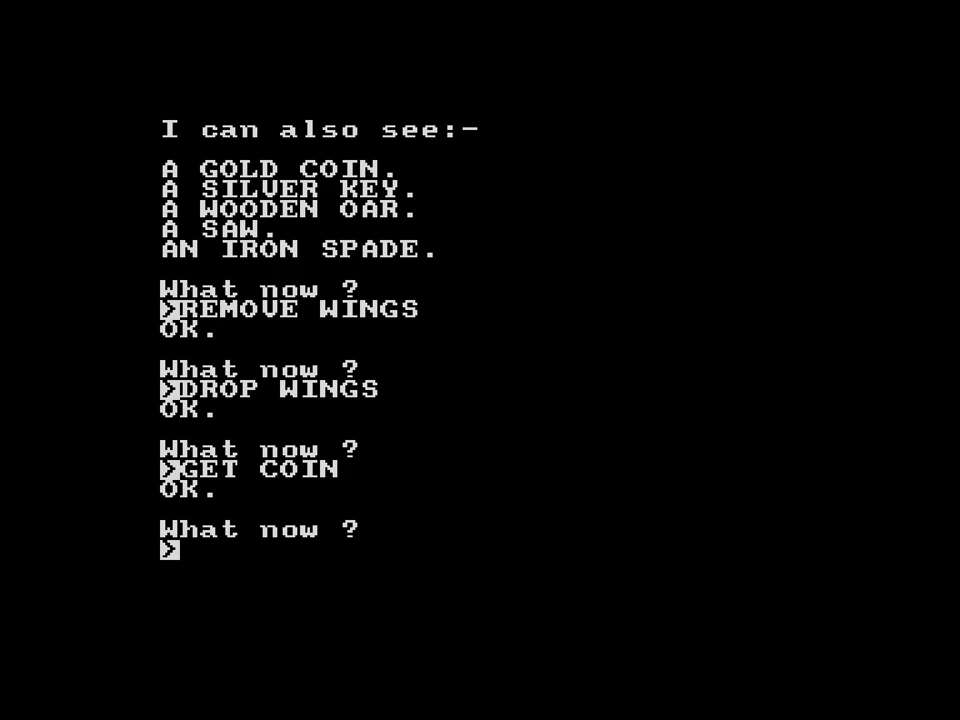 I can also see:-
A GOLD COIN.
A SILVER KEY.
A WOODEN OAR.
A SAW.
AN IRON SPADE.
What now ?
>REMOVE WINGS
OK.
What now ?
>DROP WINGS
OK.
What now ?
>GET COIN
OK.
What now ?
>